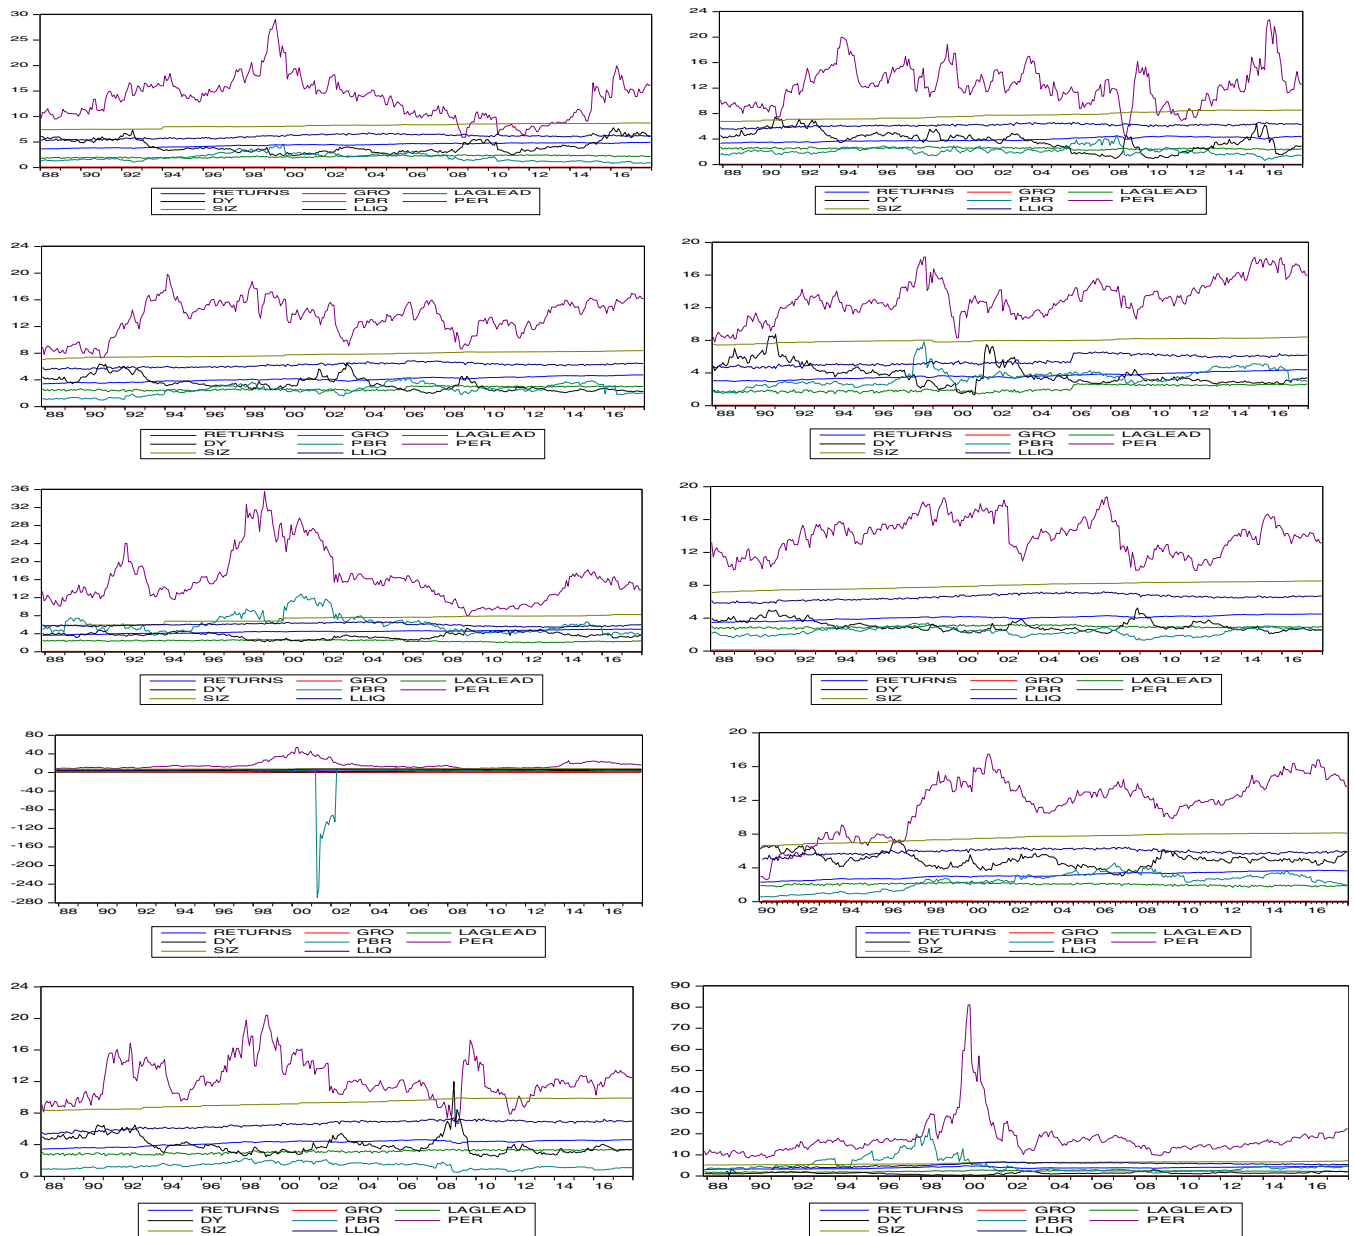 30
25
20
15
10
5
0
88 90 92 94 96 98 00 02 04 06 08 10 12 14 16
RETURNS GRO LAGLEAD
DY PBR PER
SIZ LLIQ
24
20
16
12
8
4
0
88 90 92 94 96 98 00 02 04 06 08 10 12 14 16
RETURNS GRO LAGLEAD
DY PBR PER
SIZ LLIQ
24
20
16
12
8
4
0
88 90 92 94 96 98 00 02 04 06 08 10 12 14 16
RETURNS GRO LAGLEAD
DY PBR PER
SIZ LLIQ
20
16
12
8
4
0
88 90 92 94 96 98 00 02 04 06 08 10 12 14 16
RETURNS GRO LAGLEAD
DY PBR PER
SIZ LLIQ
36
32
28
24
20
16
12
8
4
0
88 90 92 94 96 98 00 02 04 06 08 10 12 14 16
RETURNS GRO LAGLEAD
DY PBR PER
SIZ LLIQ
20
16
12
8
4
0
88 90 92 94 96 98 00 02 04 06 08 10 12 14 16
RETURNS GRO LAGLEAD
DY PBR PER
SIZ LLIQ
80
40
0
-40
-80
-120
-160
-200
-240
-280
88 90 92 94 96 98 00 02 04 06 08 10 12 14 16
RETURNS GRO LAGLEAD
DY PBR PER
SIZ LLIQ
20
16
12
8
4
0
90 92 94 96 98 00 02 04 06 08 10 12 14 16
RETURNS GRO LAGLEAD
DY PBR PER
SIZ LLIQ
24
20
16
12
8
4
0
88 90 92 94 96 98 00 02 04 06 08 10 12 14 16
RETURNS GRO LAGLEAD
DY PBR PER
SIZ LLIQ
90
80
70
60
50
40
30
20
10
0
88 90 92 94 96 98 00 02 04 06 08 10 12 14 16
RETURNS GRO LAGLEAD
DY PBR PER
SIZ LLIQ